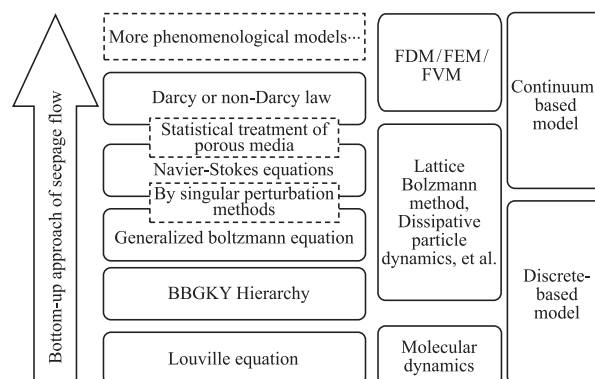 Bottom-up approach of seepage flow
More phenomenological models···
Darcy or non-Darcy law
Statistical treatment of
porous media
Navier-Stokes equations
By singular perturbation
methods
Generalized boltzmann equation
BBGKY Hierarchy
Louville equation
FDM/FEM/
FVM
Lattice
Bolzmann
method,
Dissipative
particle
dynamics, et al.
Molecular
dynamics
Continuum
based
model
Discrete-
based
model